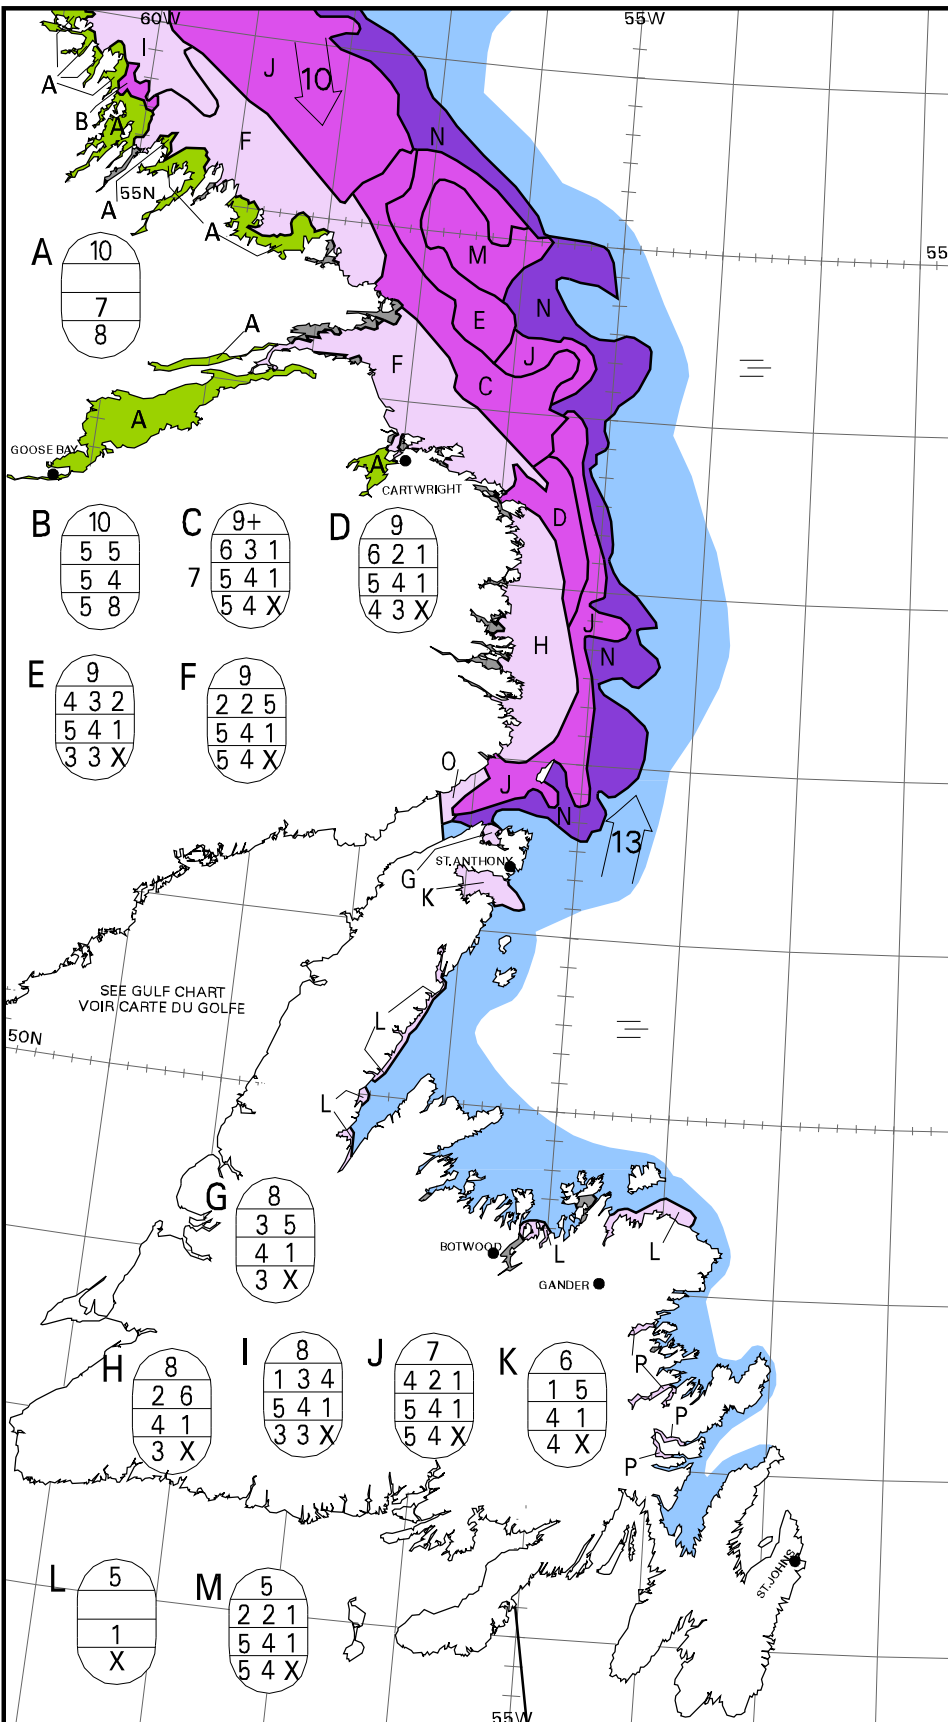 60W 55W
I
J 10
A
B A N
F
55N
A
A
A 10
7
8
M
55
N
A E
J
F C
A
GOOSE BAY
A
CARTWRIGHT
B 10
5 5
5 4
5 8
C 9+
6 3 1
7 5 4 1
5 4 X
D 9
6 2 1
5 4 1
4 3 X
D
J
H N
E 9
4 3 2
5 4 1
3 3 X
F 9
2 2 5
5 4 1
5 4 X
O
J
N
13
ST.ANTHONY
G
K
SEE GULF CHART
VOIR CARTE DU GOLFE
L
50N
L
G 8
3 5
4 1
3 X
BOTWOOD
L L
GANDER
H 8
2 6
4 1
3 X
I 8
1 3 4
5 4 1
3 3 X
J 7
4 2 1
5 4 1
5 4 X
K 6
1 5
4 1
4 X
R
P
P
L 5
1
X
M 5
2 2 1
5 4 1
5 4 X
ST.JOHNS
55W